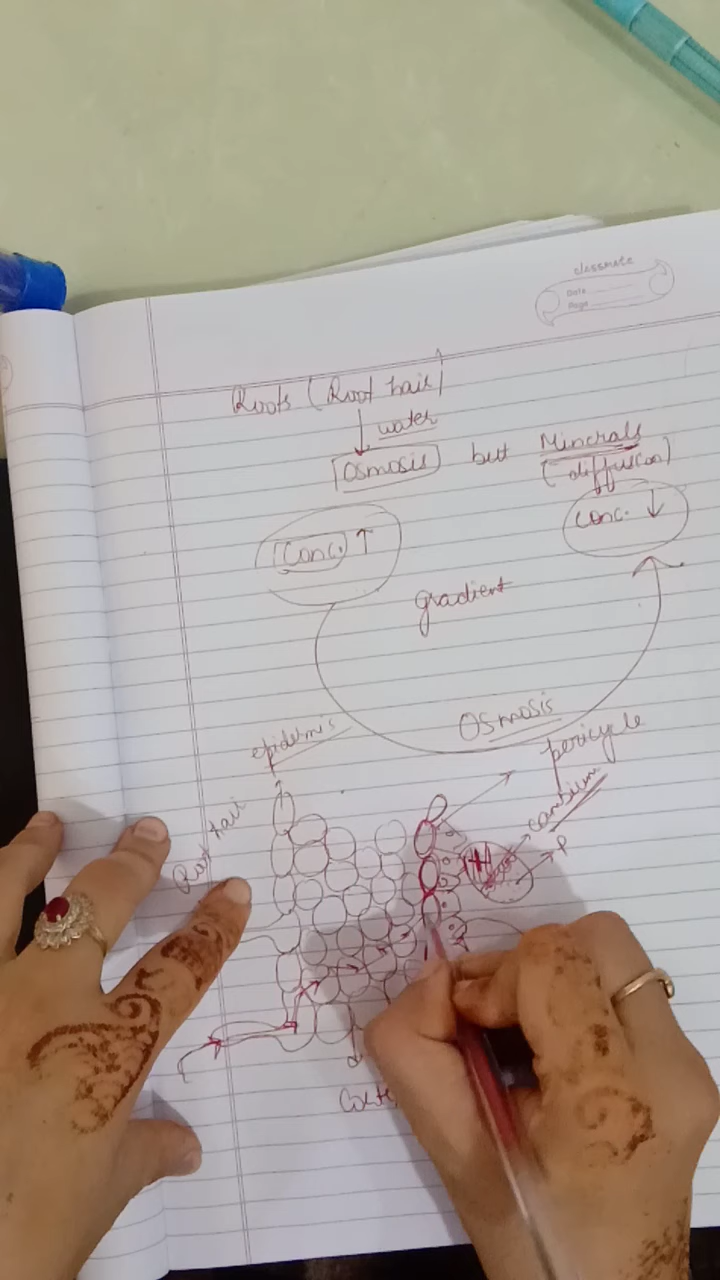 classmate
Date
Page
Roots (Root hair)
water
Osmosis but Minerals
(diffusion)
Conc. ↑
Conc. ↓
gradient
Osmosis
epidermis
pericycle
cambium
P
Root hair